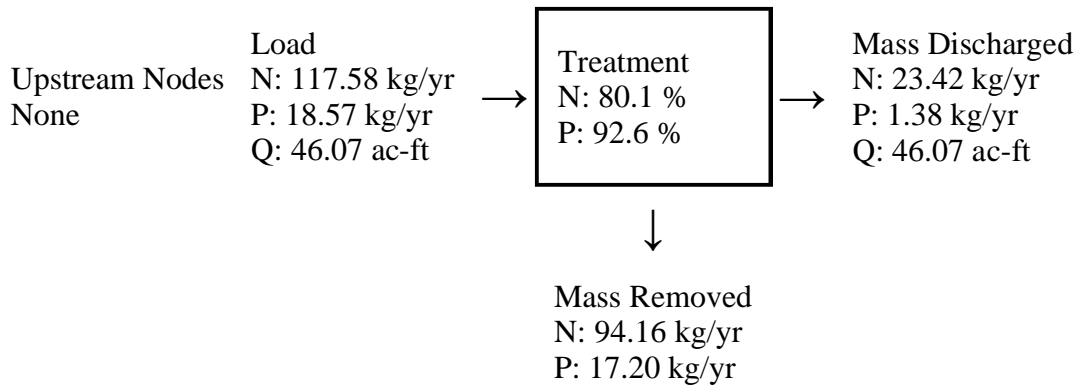 Upstream Nodes
None
Load
N: 117.58 kg/yr
P: 18.57 kg/yr
Q: 46.07 ac-ft
→
Treatment
N: 80.1 %
P: 92.6 %
→
Mass Discharged
N: 23.42 kg/yr
P: 1.38 kg/yr
Q: 46.07 ac-ft
↓
Mass Removed
N: 94.16 kg/yr
P: 17.20 kg/yr